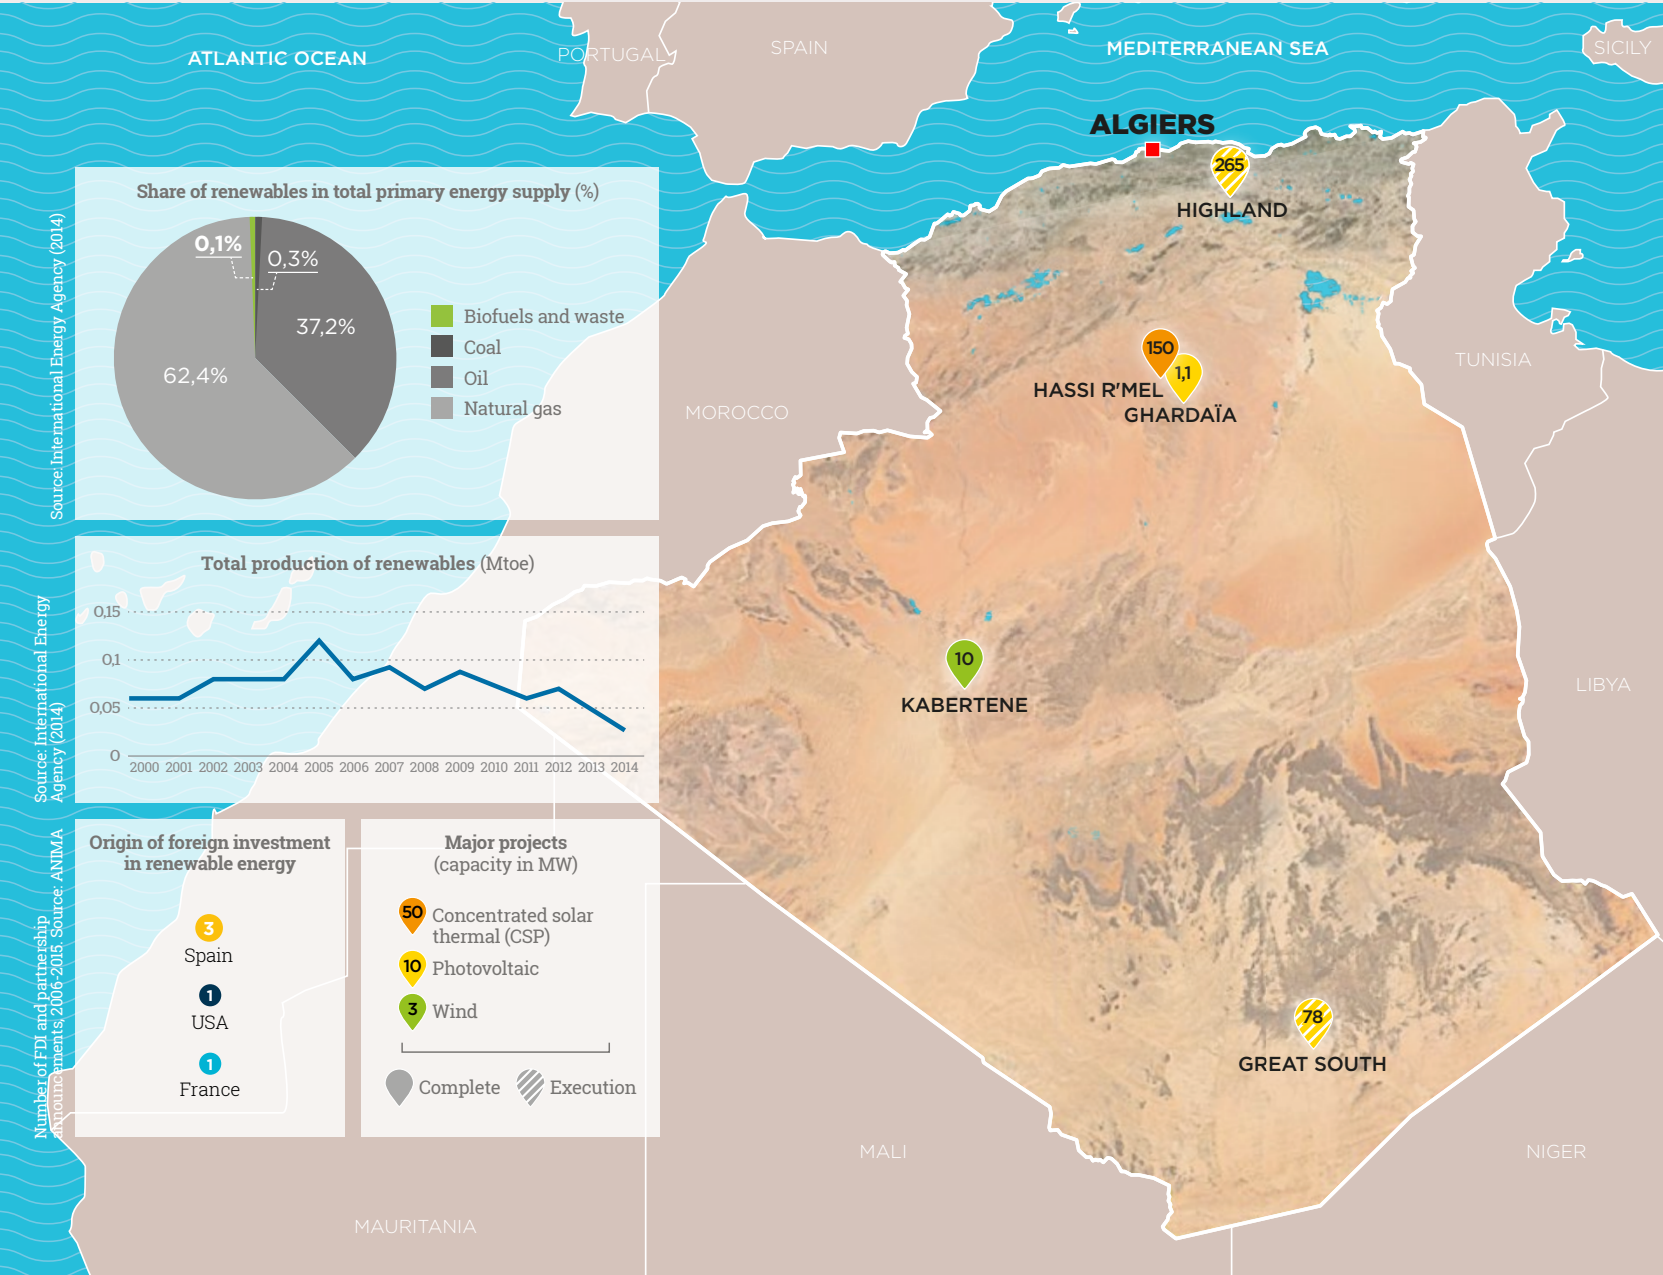 ATLANTIC OCEAN
PORTUGAL
SPAIN
MEDITERRANEAN SEA
SICILY
ALGIERS
265
HIGHLAND
Share of renewables in total primary energy supply (%)
0,1%
0,3%
37,2%
62,4%
Biofuels and waste
Coal
Oil
Natural gas
Source: International Energy Agency (2014)
MOROCCO
TUNISIA
150
1,1
HASSI R'MEL
GHARDAÏA
Total production of renewables (Mtoe)
0,15
0,1
0,05
0
2000 2001 2002 2003 2004 2005 2006 2007 2008 2009 2010 2011 2012 2013 2014
Source: International Energy
Agency (2014)
10
KABERTENE
LIBYA
Origin of foreign investment
in renewable energy
3
Spain
1
USA
1
France
Number of FDI and partnership
announcements, 2006-2015. Source: ANIMA
Major projects
(capacity in MW)
50
Concentrated solar
thermal (CSP)
10
Photovoltaic
3
Wind
Complete
Execution
78
GREAT SOUTH
MALI
NIGER
MAURITANIA